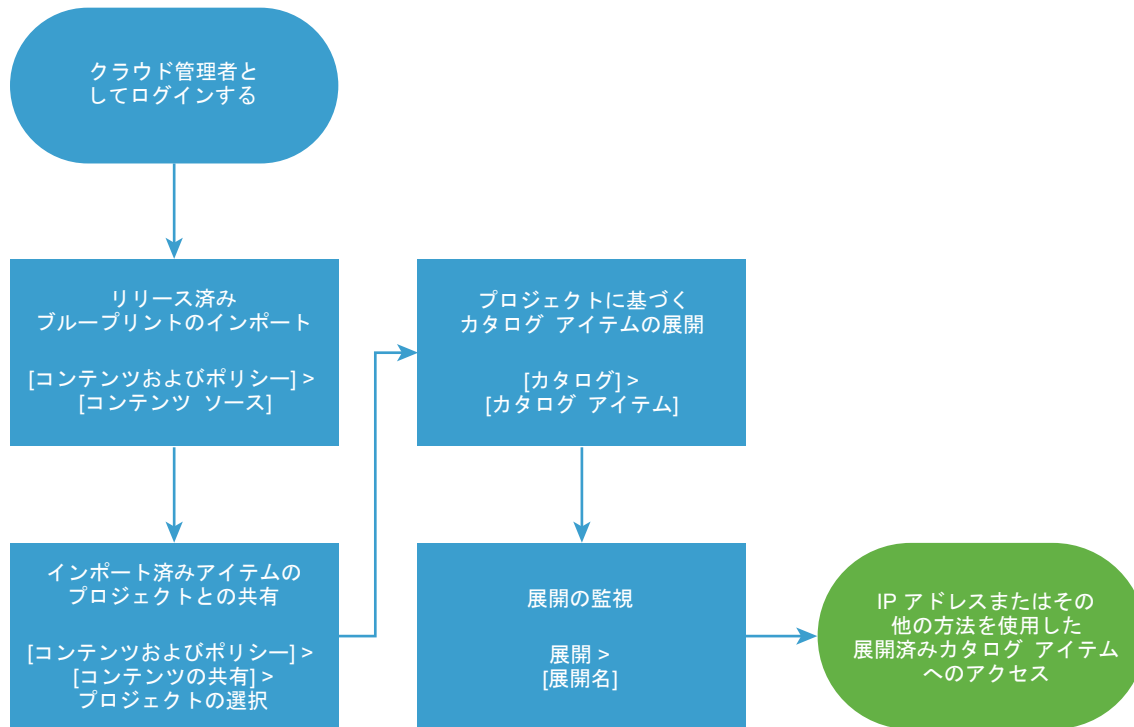 クラウド管理者と
してログインする
リリース済み
ブループリントのインポート
[コンテンツおよびポリシー] >
[コンテンツ ソース]
インポート済みアイテムの
プロジェクトとの共有
[コンテンツおよびポリシー] >
[コンテンツの共有] >
プロジェクトの選択
プロジェクトに基づく
カタログ アイテムの展開
[カタログ] >
[カタログ アイテム]
展開の監視
展開 >
[展開名]
IP アドレスまたはその
他の方法を使用した
展開済みカタログ アイテム
へのアクセス